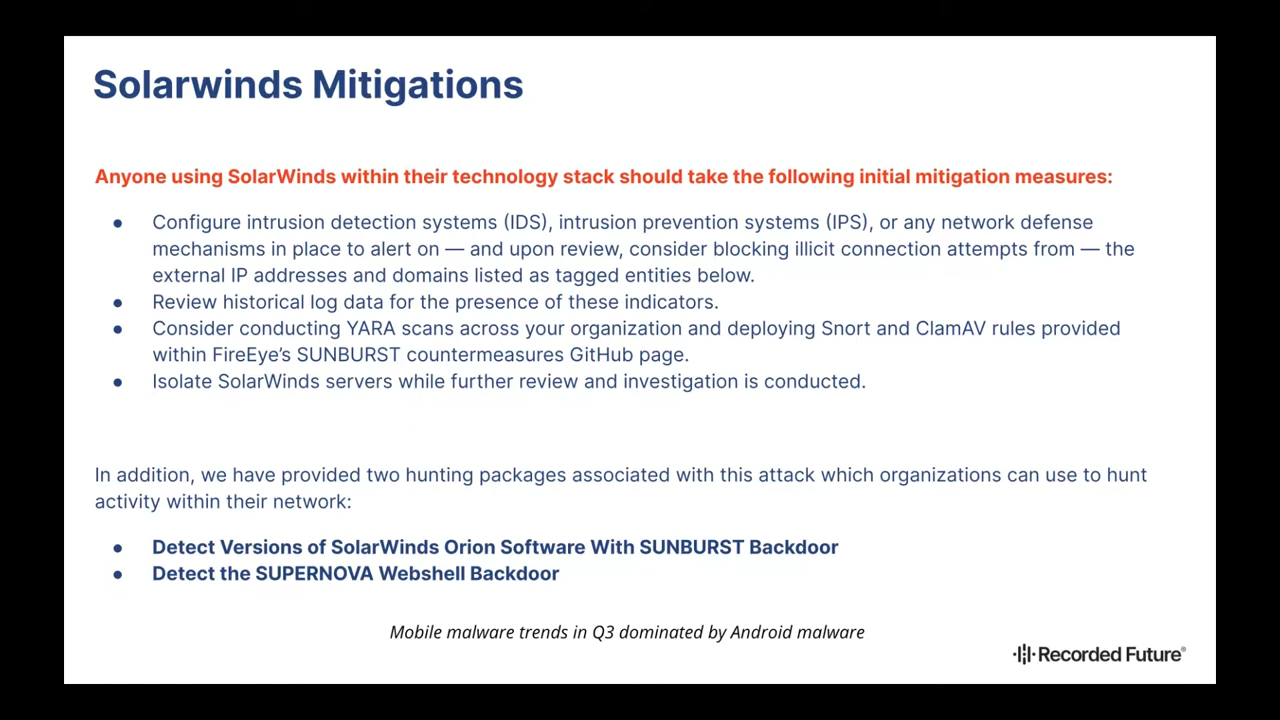 Solarwinds Mitigations
Anyone using SolarWinds within their technology stack should take the following initial mitigation measures:
● Configure intrusion detection systems (IDS), intrusion prevention systems (IPS), or any network defense
mechanisms in place to alert on — and upon review, consider blocking illicit connection attempts from — the
external IP addresses and domains listed as tagged entities below.
● Review historical log data for the presence of these indicators.
● Consider conducting YARA scans across your organization and deploying Snort and ClamAV rules provided
within FireEye’s SUNBURST countermeasures GitHub page.
● Isolate SolarWinds servers while further review and investigation is conducted.
In addition, we have provided two hunting packages associated with this attack which organizations can use to hunt
activity within their network:
● Detect Versions of SolarWinds Orion Software With SUNBURST Backdoor
● Detect the SUPERNOVA Webshell Backdoor
Mobile malware trends in Q3 dominated by Android malware
Recorded Future®